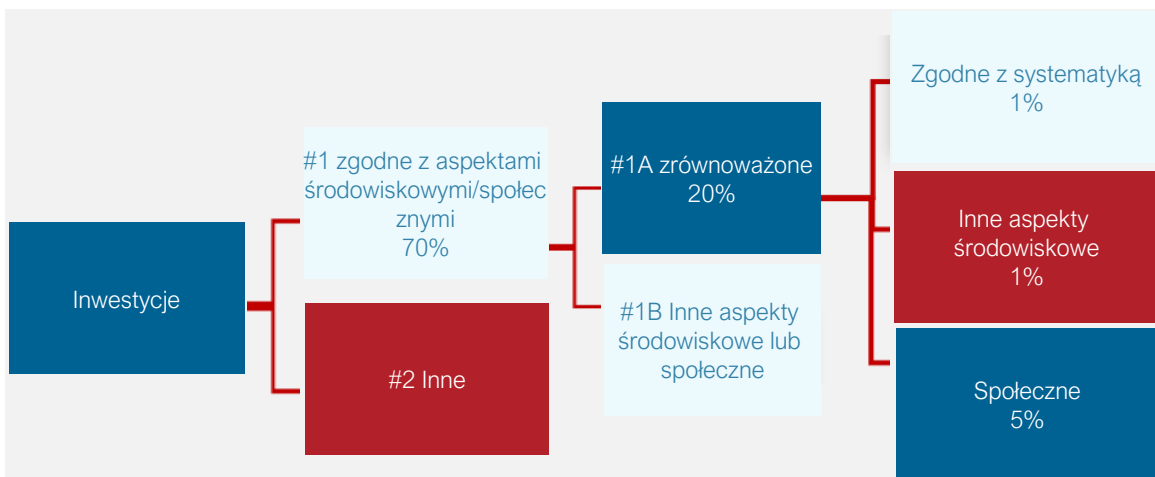 Inwestycje
#1 zgodne z aspektami
środowiskowymi/społec
znymi
70%
#2 Inne
#1A zrównoważone
20%
#1B Inne aspekty
środowiskowe lub
społeczne
Zgodne z systematyką
1%
Inne aspekty
środowiskowe
1%
Społeczne
5%